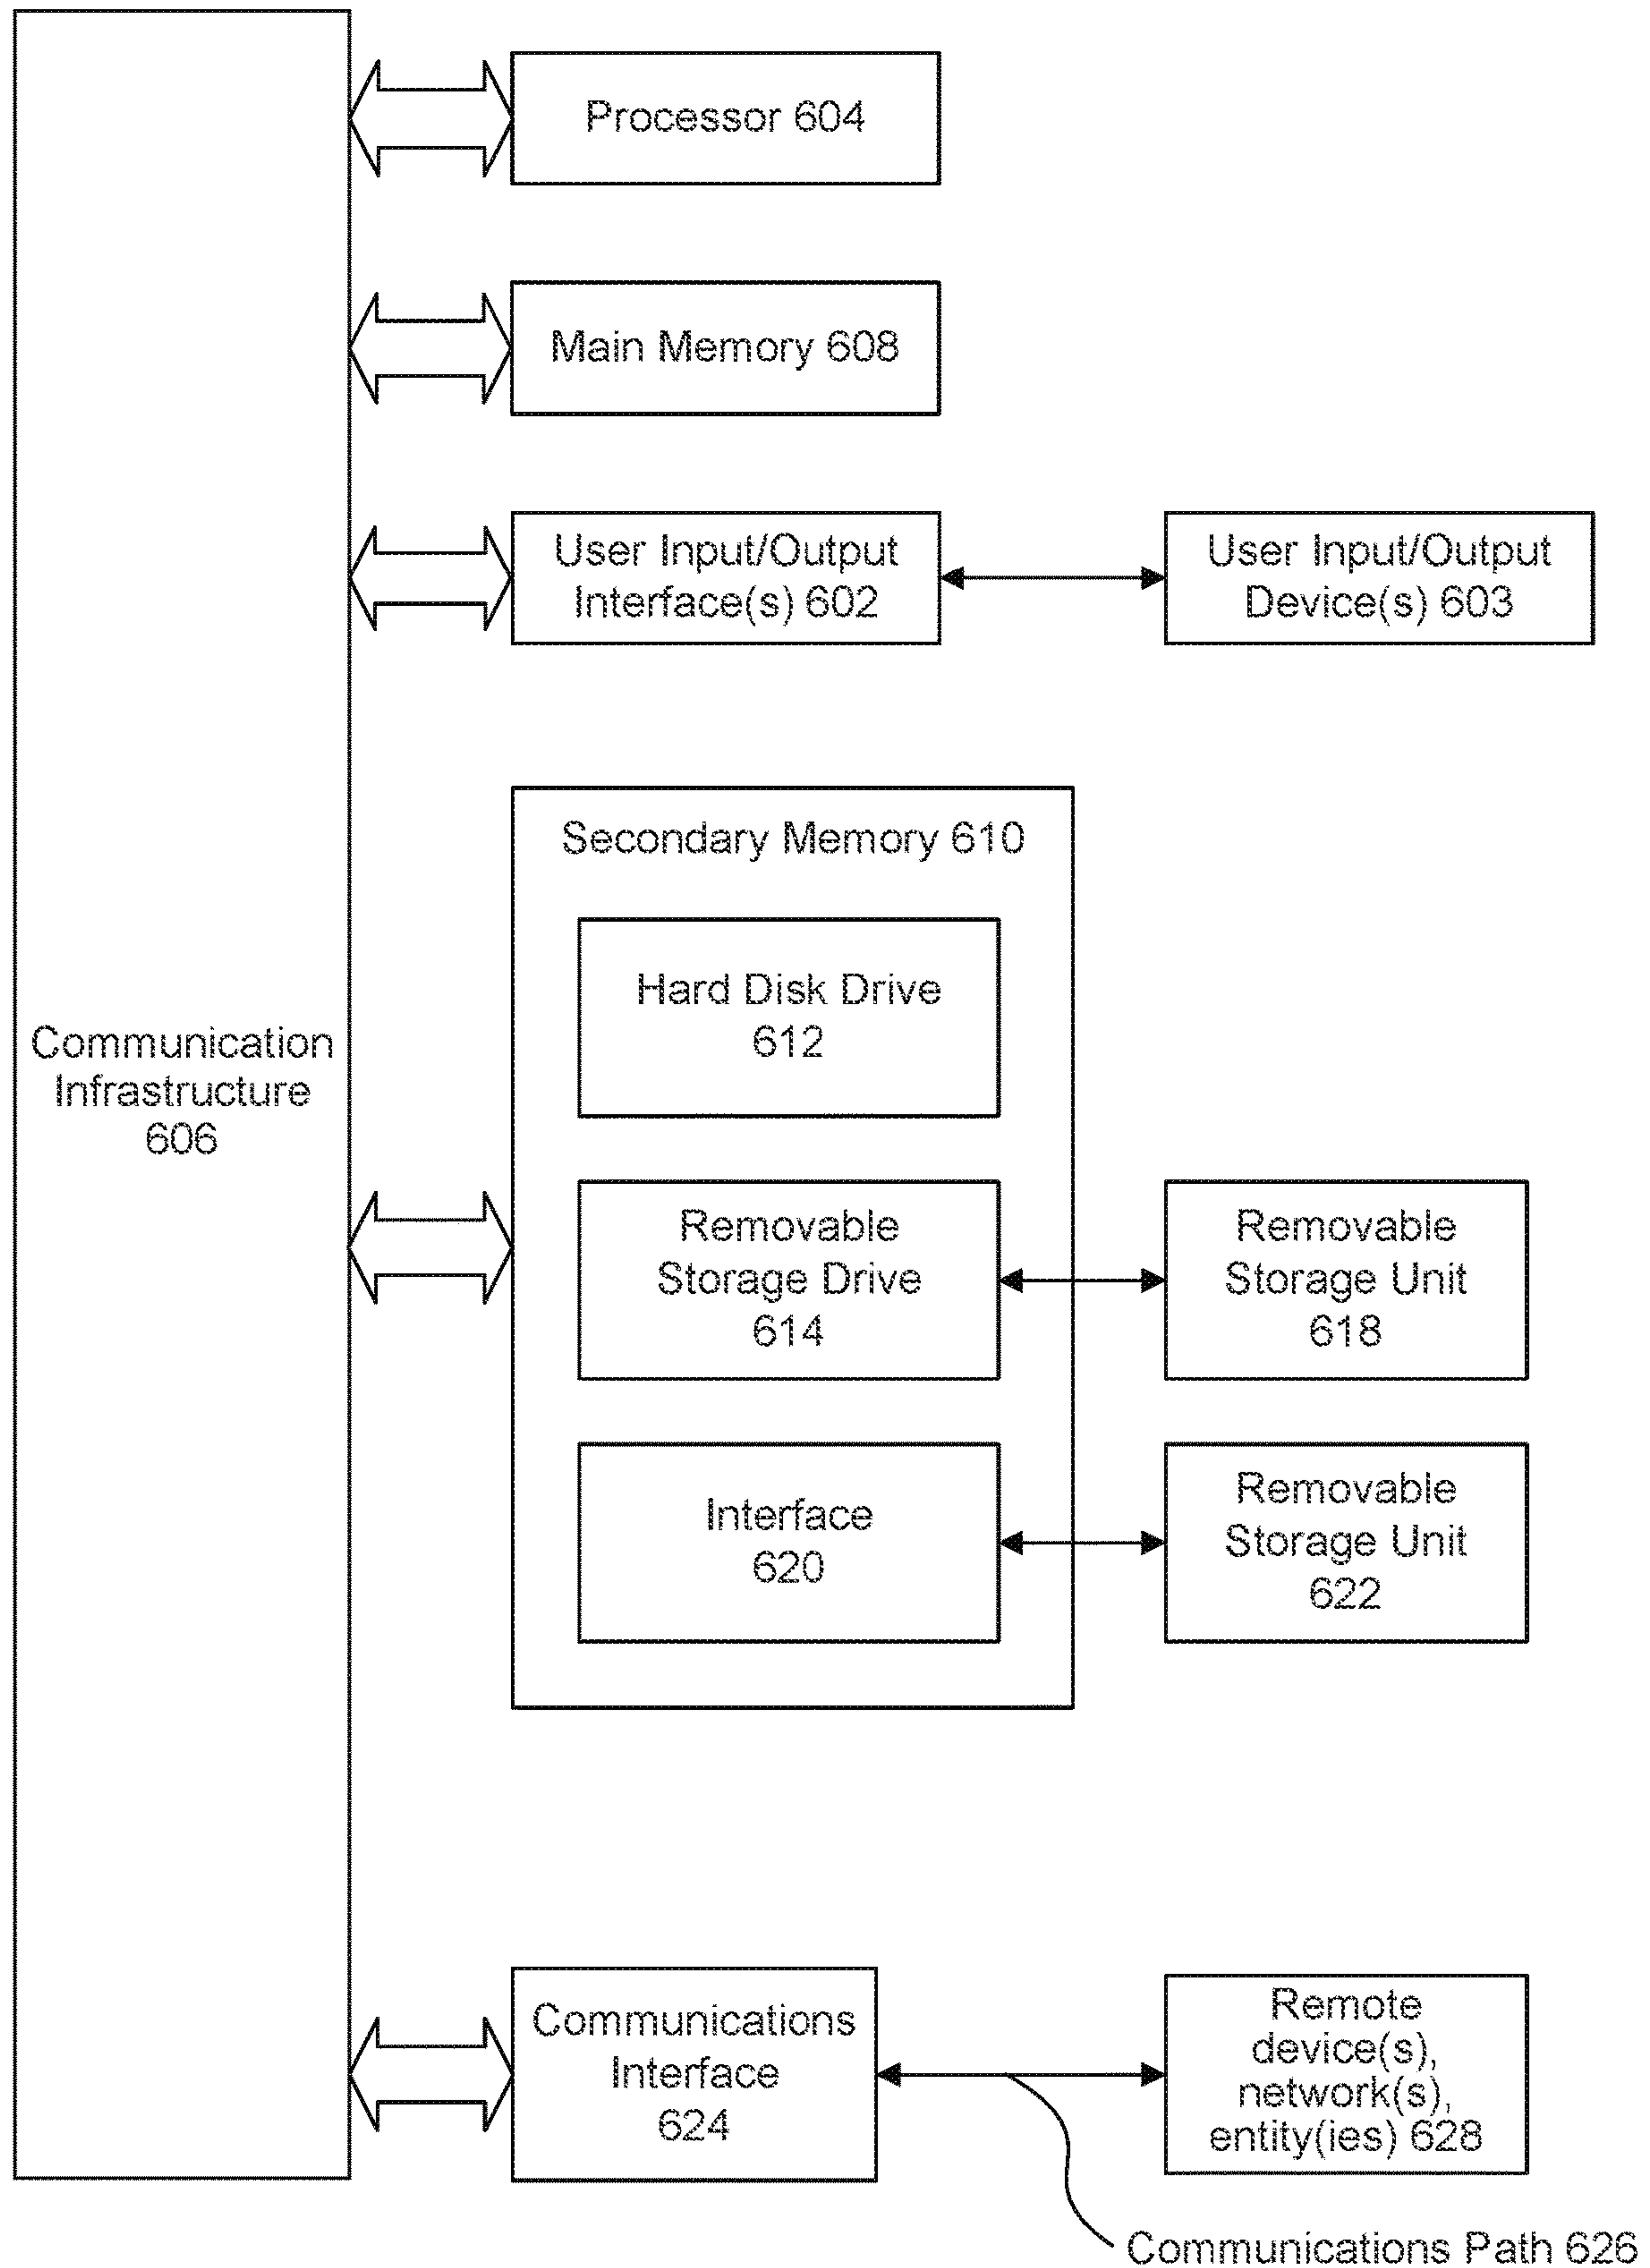 Processor 604
Main Memory 608
User Input/Output
Interface(s) 602
User Input/Output
Device(s) 603
Secondary Memory 610
Hard Disk Drive
612
Communication
Infrastructure
606
Removable
Storage Drive
614
Removable
Storage Unit
618
Interface
620
Removable
Storage Unit
622
Communications
Interface
624
Remote
device(s),
network(s),
entity(ies) 628
Communications Path 626